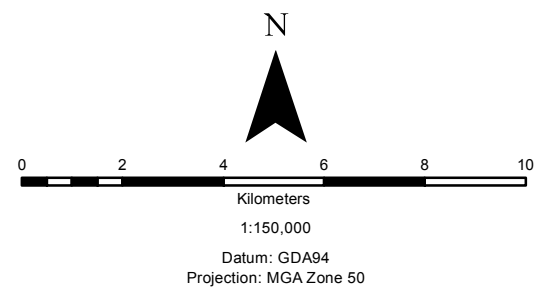 N
0 2 4 6 8 10
Kilometers
1:150,000
Datum: GDA94
Projection: MGA Zone 50